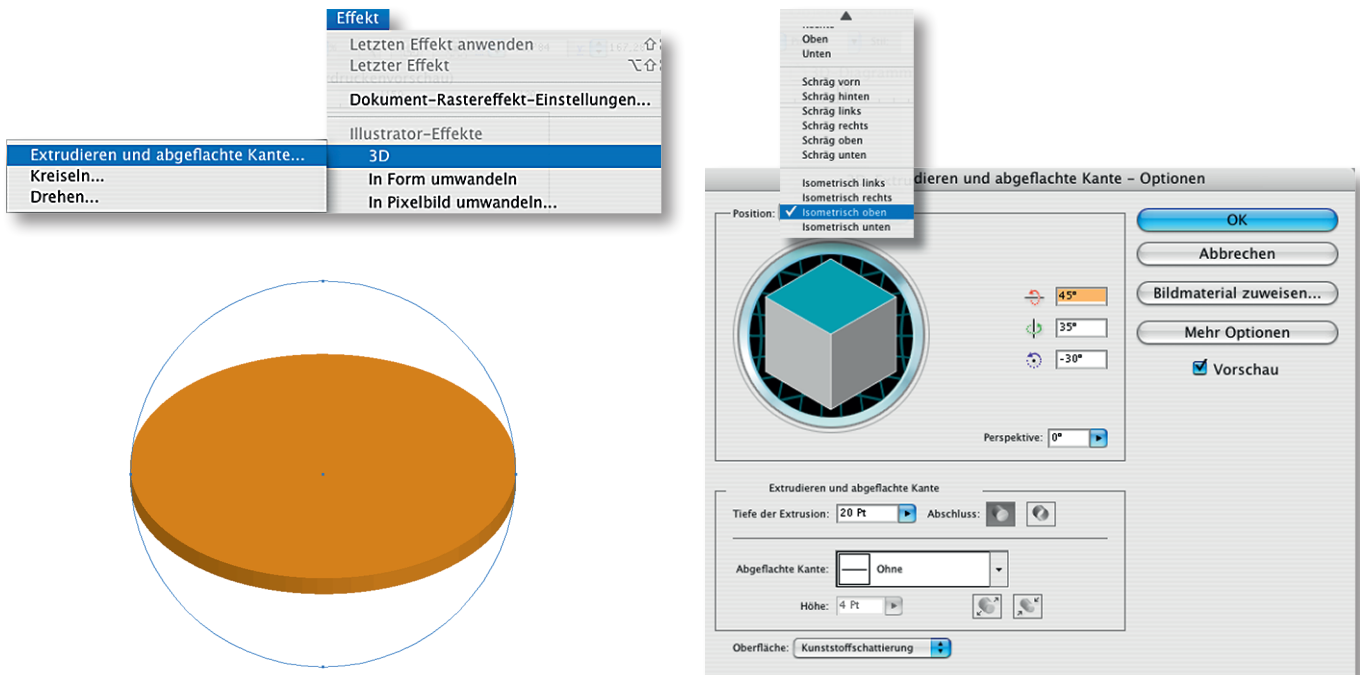 Effekt
Letzten Effekt anwenden
Letzter Effekt
Dokument-Rastereffekt-Einstellungen...
Illustrator-Effekte
3D
In Form umwandeln
In Pixelbild umwandeln...
Extrudieren und abgeflachte Kante...
Kreiseln...
Drehen...
Oben
Unten
Schräg vorn
Schräg hinten
Schräg links
Schräg rechts
Schräg oben
Schräg unten
Isometrisch links
Isometrisch rechts
✓ Isometrisch oben
Isometrisch unten
und abgeflachte Kante – Optionen
Position:
45°
35°
-30°
Perspektive: 0°
OK
Abbrechen
Bildmaterial zuweisen...
Mehr Optionen
Vorschau
Extrudieren und abgeflachte Kante
Tiefe der Extrusion: 20 Pt Abschluss:
Abgeflachte Kante: Ohne
Höhe: 4 Pt
Oberfläche: Kunststoffschattierung